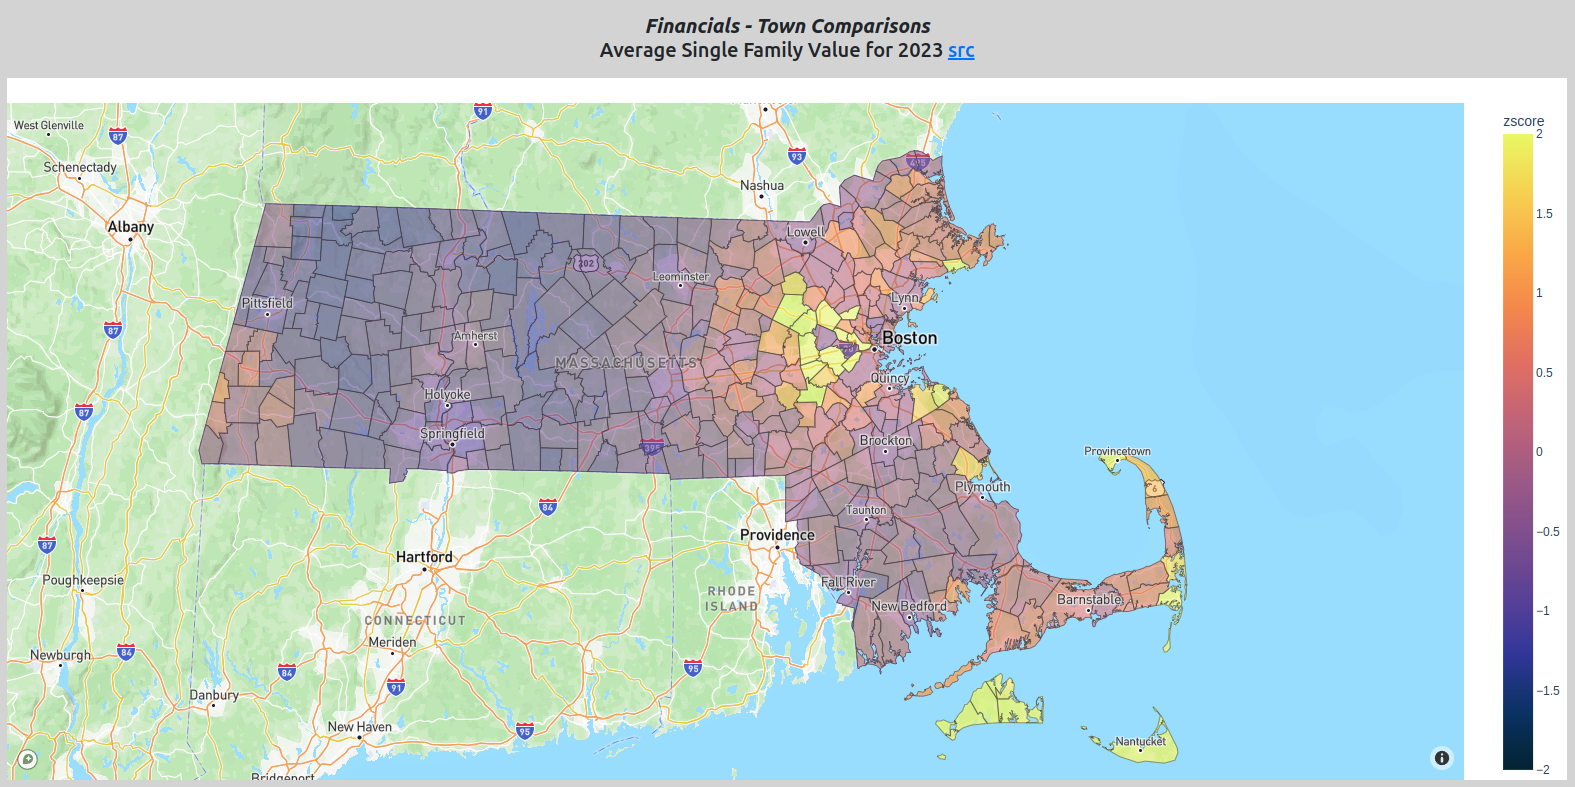 Financials - Town Comparisons
Average Single Family Value for 2023 src
zscore
2
1.5
1
0.5
0
−0.5
−1
−1.5
−2
91
West Glenville
87
93
Schenectady
Nashua
Albany
Lowell
202
Leominster
Pittsfield
Lynn
87
Amherst
Boston
MASSACHUSETTS
Quincy
Holyoke
87
Springfield
395
Brockton
Provincetown
Plymouth
6
84
Taunton
Providence
87
Hartford
Poughkeepsie
Fall River
RHODE
ISLAND
New Bedford
Barnstable
CONNECTICUT
Meriden
84
Newburgh
84
95
91
Danbury
New Haven
95
Nantucket
Bridgeport